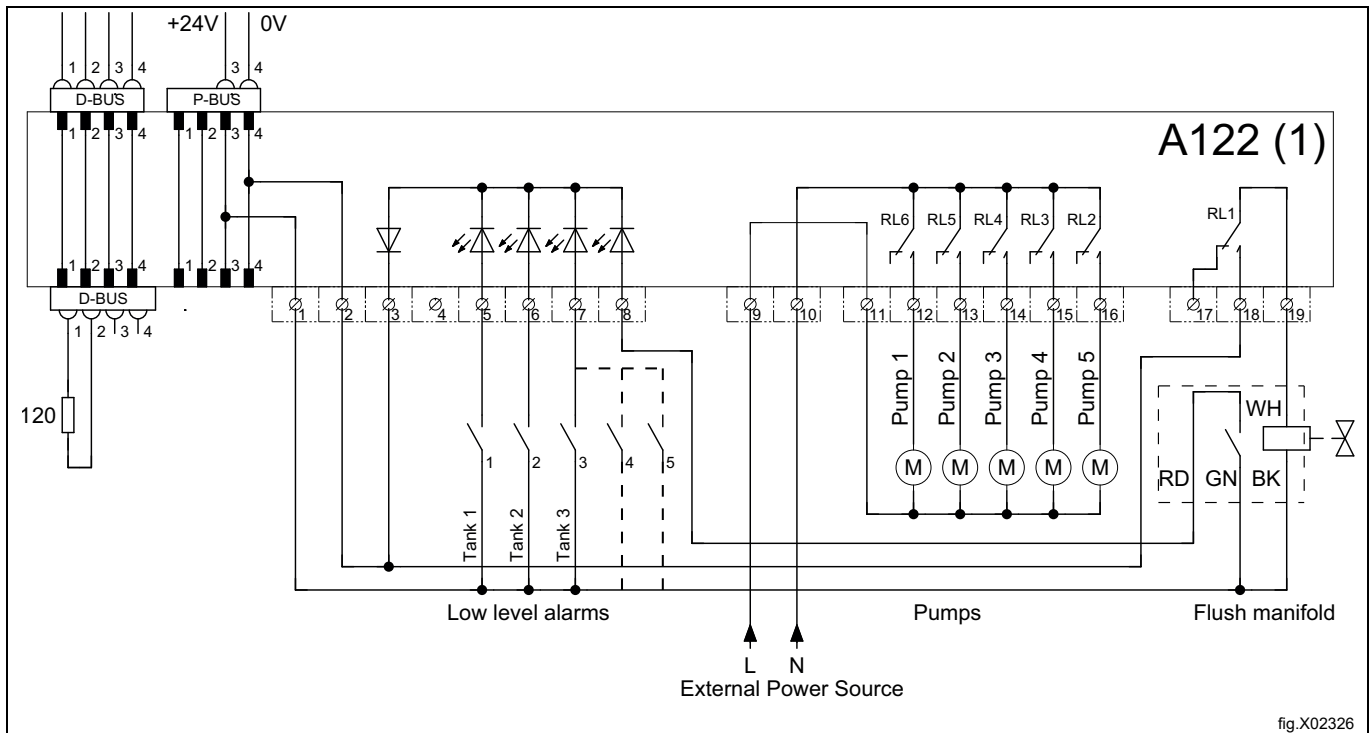 +24V 0V
1 2 3 4 3 4
D-BUS P-BUS
1 2 3 4 1 2 3 4
A122 (1)
RL6 RL5 RL4 RL3 RL2 RL1
1 2 3 4 1 2 3 4
D-BUS
1 2 3 4 5 6 7 8 9 10 11 12 13 14 15 16 17 18 19
1 2 3 4
120
Pump 1 Pump 2 Pump 3 Pump 4 Pump 5
WH
1 2 3 4 5
M M M M M
RD GN BK
Tank 1 Tank 2 Tank 3
Low level alarms Pumps Flush manifold
L N
External Power Source
fig.X02326